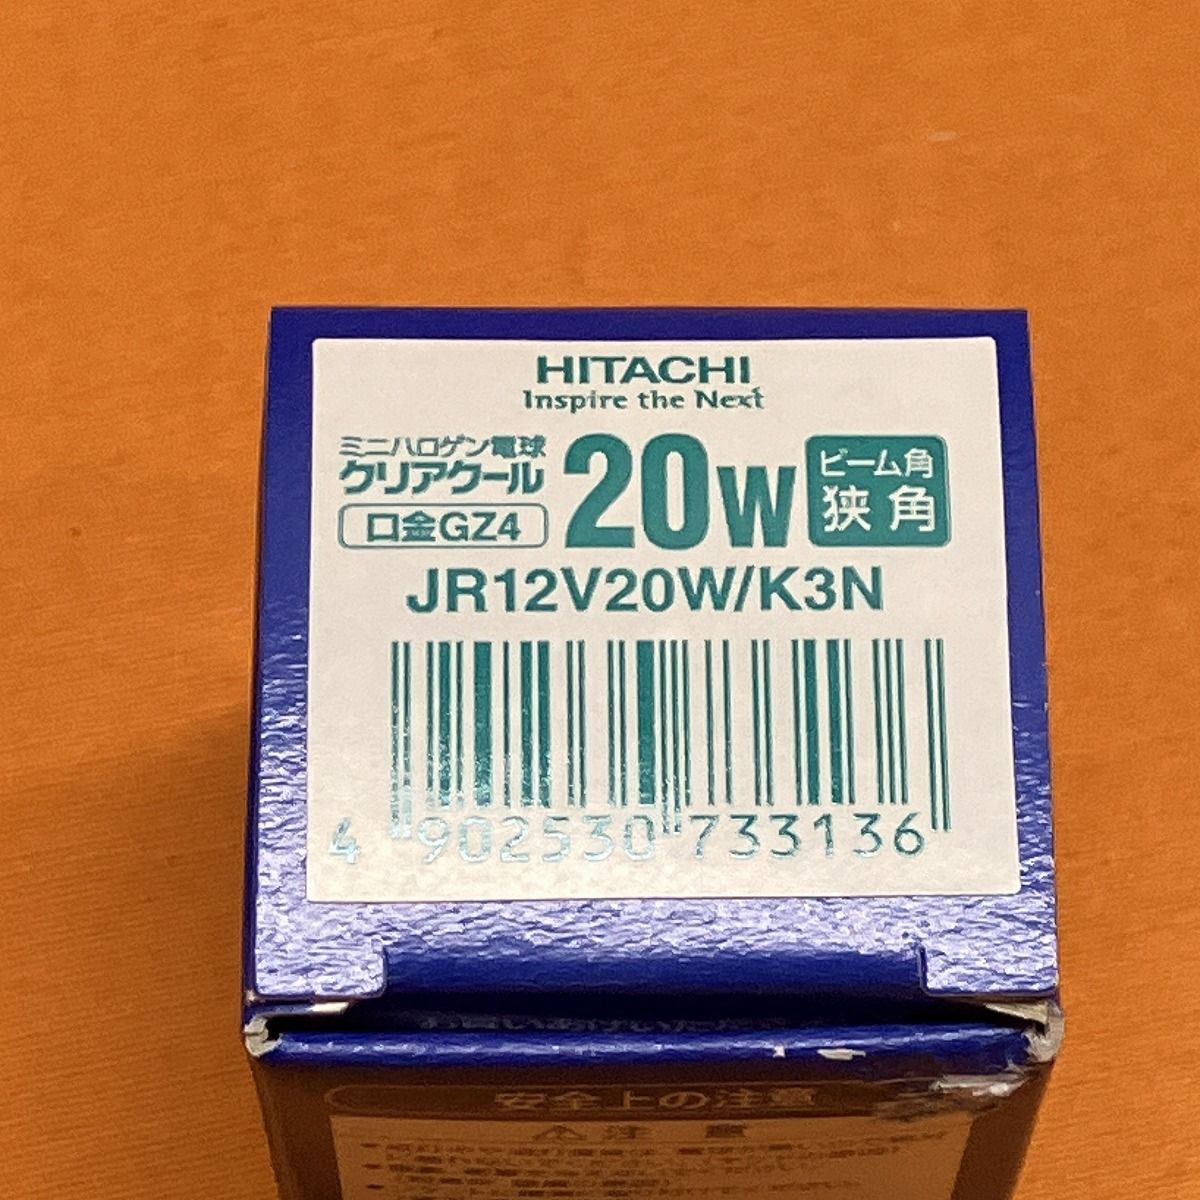 HITACHI
Inspire the Next
ミニハロゲン電球
クリアクール
口金GZ4
20W
ビーム角
狭角
JR12V20W/K3N
4 902530 733136
安全上の注意
注意